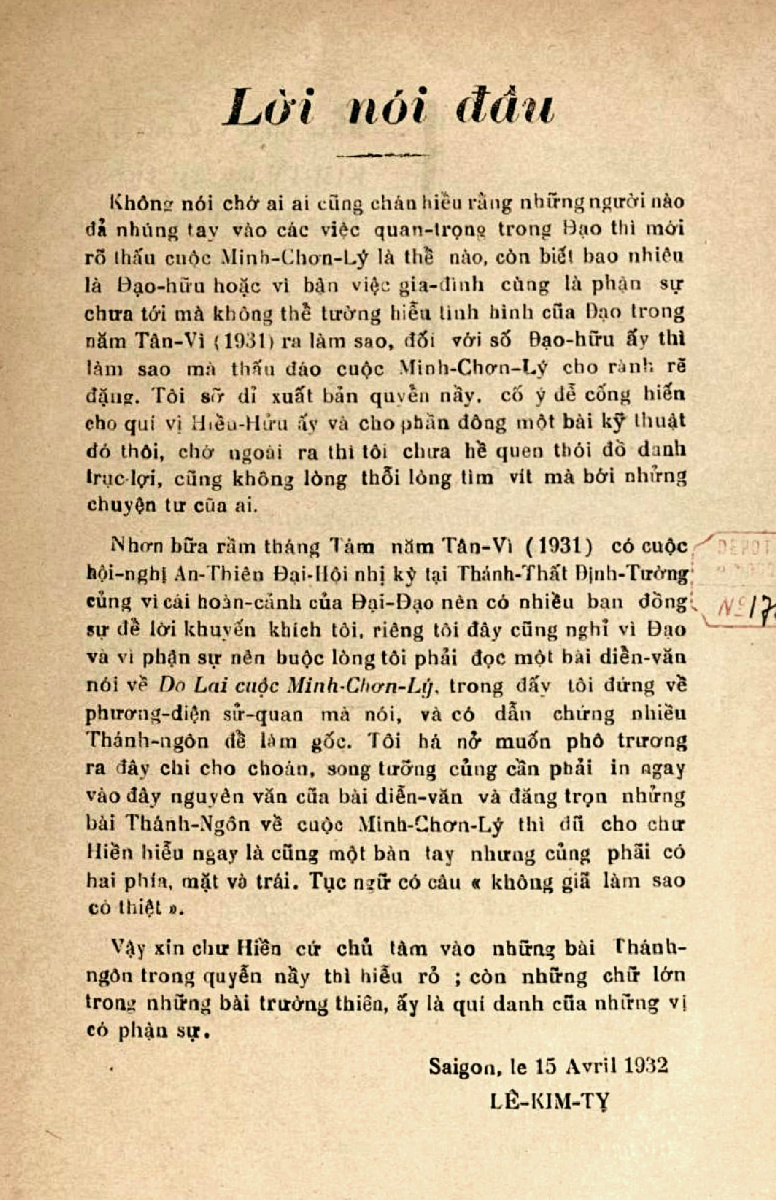 Lời nói đầu
Không nói chớ ai ai cũng chán hiểu rằng những người nào
đả nhúng tay vào các việc quan-trọng trong Đạo thì mới
rõ thấu cuộc Minh-Chơn-Lý là thế nào, còn biết bao nhiêu
là Đạo-hữu hoặc vì bận việc gia-đình cùng là phận sự
chưa tới mà không thể tường hiểu tình hình của Đạo trong
năm Tân-Vì (1931) ra làm sao, đối với số Đạo-hữu ấy thì
làm sao mà thấu đáo cuộc Minh-Chơn-Lý cho rành rẽ
đặng. Tôi sỡ dỉ xuất bản quyển nầy, cố ý để cống hiến
cho quí vị Hiền-Hửu ấy và cho phần đông một bài kỹ thuật
đó thôi, chớ ngoài ra thì tôi chưa hề quen thói đồ danh
trục-lợi, cũng không lòng thỗi lòng tìm vít mà bới những
chuyện tư của ai.
Nhơn bữa rằm tháng Tám năm Tân-Vì (1931) có cuộc
hội-nghị An-Thiên Đại-Hội nhị kỳ tại Thánh-Thất Định-Tường
củng vì cái hoàn-cảnh của Đại-Đạo nên có nhiều bạn đồng
sự để lời khuyến khích tôi, riêng tôi đây cũng nghỉ vì Đạo
và vì phận sự nên buộc lòng tôi phải đọc một bài diễn-văn
nói về Do Lai cuộc Minh-Chơn-Lý, trong đấy tôi đứng về
phương-diện sử-quan mà nói, và có dẫn chứng nhiều
Thánh-ngôn để làm gốc. Tôi há nở muốn phô trương
ra đây chi cho choán, song tưởng củng cần phải in ngay
vào đây nguyên văn của bài diễn-văn và đăng trọn những
bài Thánh-Ngôn về cuộc Minh-Chơn-Lý thì đũ cho chư
Hiền hiểu ngay là cũng một bàn tay nhưng củng phãi có
hai phía, mặt và trái. Tục ngữ có câu « không giã làm sao
có thiệt ».
Vậy xin chư Hiền cứ chủ tâm vào những bài Thánh-
ngôn trong quyển nầy thì hiểu rỏ ; còn những chữ lớn
trong những bài trường thiên, ấy là quí danh của những vị
có phận sự.
Saigon, le 15 Avril 1932
LÊ-KIM-TỴ
DEPOT
Nº